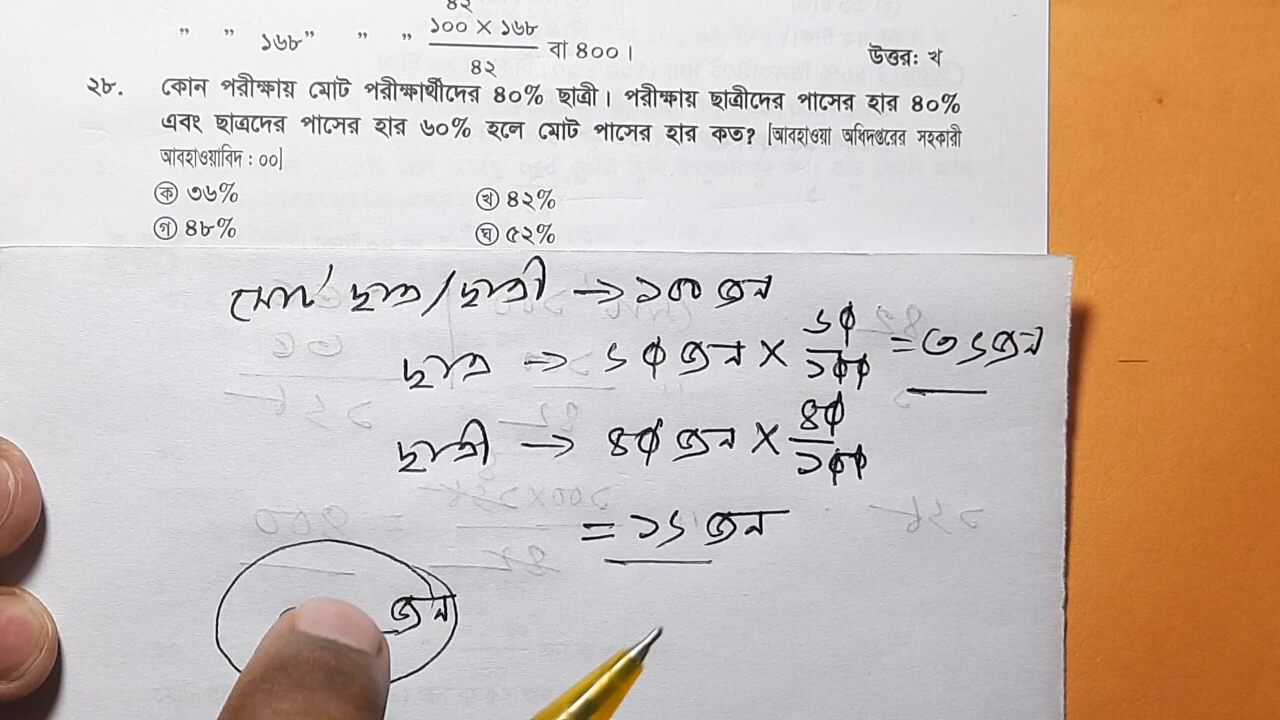 ৪২
" " ১৬৮" " " ১০০ × ১৬৮ / ৪২ বা ৪০০। উত্তর: খ
২৮. কোন পরীক্ষায় মোট পরীক্ষার্থীদের ৪০% ছাত্রী। পরীক্ষায় ছাত্রীদের পাসের হার ৪০%
এবং ছাত্রদের পাসের হার ৬০% হলে মোট পাসের হার কত? [আবহাওয়া অধিদপ্তরের সহকারী
আবহাওয়াবিদ : ০০]
ক ৩৬% খ ৪২%
গ ৪৮% ঘ ৫২%
মোট ছাত্র/ছাত্রী → ১০০ জন
ছাত্র → ৬০ জন × ৬০/১০০ = ৩৬জন
ছাত্রী → ৪০ জন × ৪০/১০০
= ১৬ জন
জন